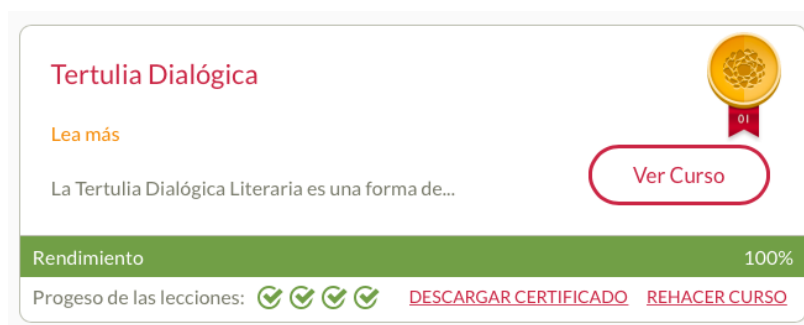 Tertulia Dialógica
01
Lea más
Ver Curso
La Tertulia Dialógica Literaria es una forma de...
Rendimiento 100%
Progeso de las lecciones: DESCARGAR CERTIFICADO REHACER CURSO